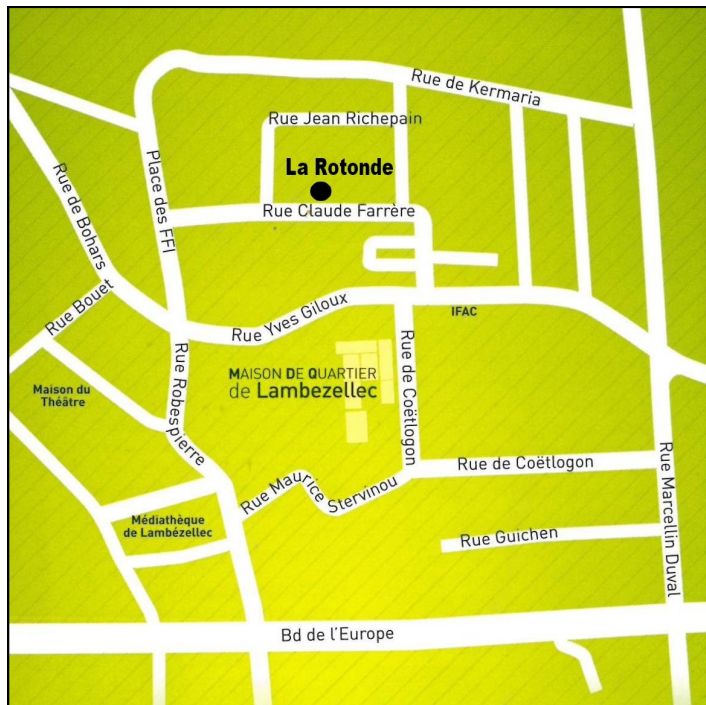 Rue de Kermaria
Rue Jean Richepain
La Rotonde
Place des FFI
Rue de Bohars
Rue Claude Farrère
Rue Bouet
Rue Yves Giloux
IFAC
Rue Robespierre
MAISON DE QUARTIER
de Lambezellec
Rue de Coëtlogon
Maison du
Théâtre
Rue de Coëtlogon
Rue Maurice Stervinou
Rue Marcellin Duval
Médiathèque
de Lambézellec
Rue Guichen
Bd de l'Europe